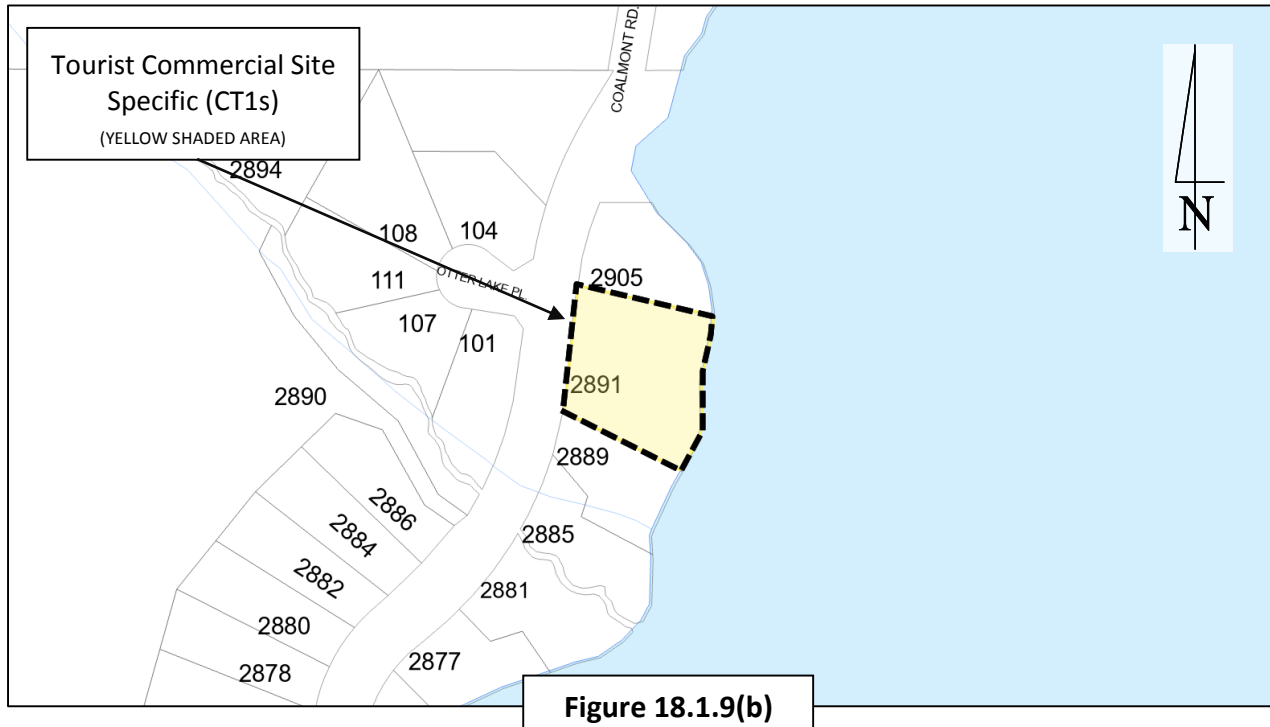 Tourist Commercial Site
Specific (CT1s)
(YELLOW SHADED AREA)
COALMONT RD.
N
2894
108
104
OTTER LAKE PL.
2905
111
107
101
2891
2890
2889
2886
2884
2885
2882
2881
2880
2878
2877
Figure 18.1.9(b)